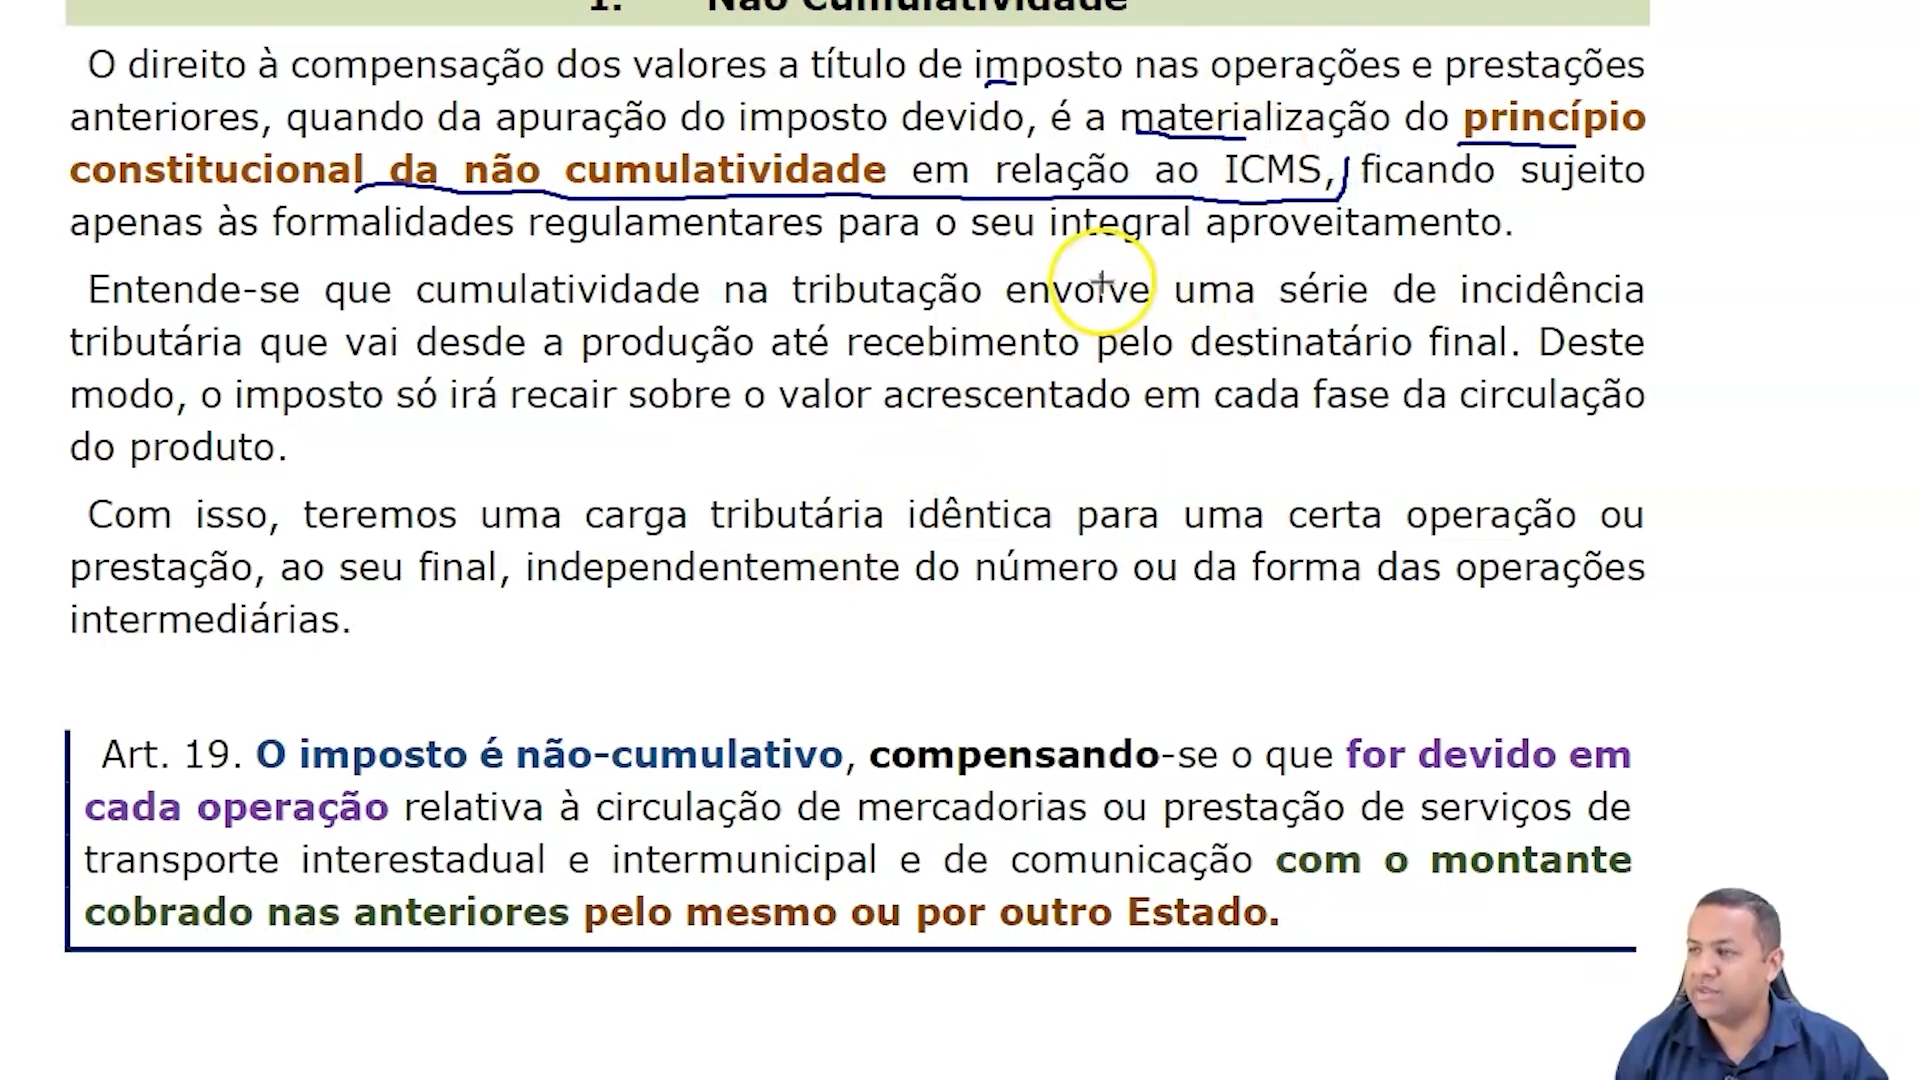 1. Não Cumulatividade
O direito à compensação dos valores a título de imposto nas operações e prestações
anteriores, quando da apuração do imposto devido, é a materialização do princípio
constitucional da não cumulatividade em relação ao ICMS, ficando sujeito
apenas às formalidades regulamentares para o seu integral aproveitamento.
Entende-se que cumulatividade na tributação envolve uma série de incidência
tributária que vai desde a produção até recebimento pelo destinatário final. Deste
modo, o imposto só irá recair sobre o valor acrescentado em cada fase da circulação
do produto.
Com isso, teremos uma carga tributária idêntica para uma certa operação ou
prestação, ao seu final, independentemente do número ou da forma das operações
intermediárias.
Art. 19. O imposto é não-cumulativo, compensando-se o que for devido em
cada operação relativa à circulação de mercadorias ou prestação de serviços de
transporte interestadual e intermunicipal e de comunicação com o montante
cobrado nas anteriores pelo mesmo ou por outro Estado.